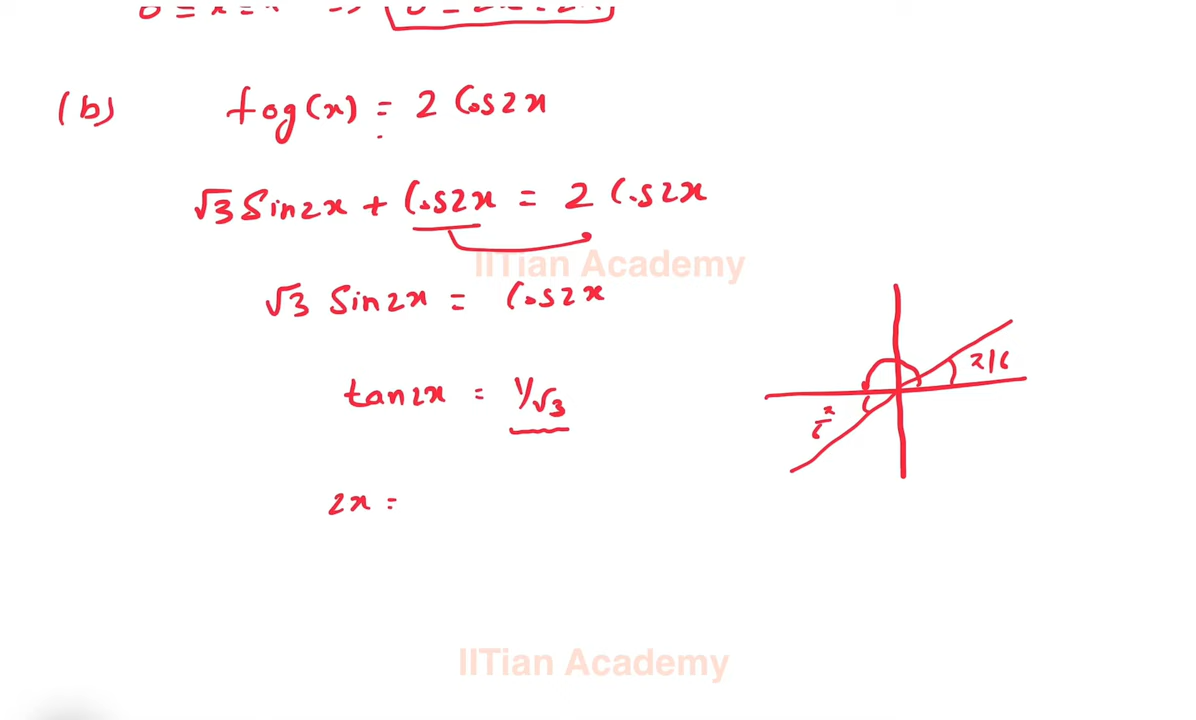 (b) fog(x) = 2 Cos2x
√3 Sin2x + Cos2x = 2 Cos2x
IITian Academy
√3 Sin2x = Cos2x
π/6
tan2x = 1/√3
π/6
2x =
IITian Academy